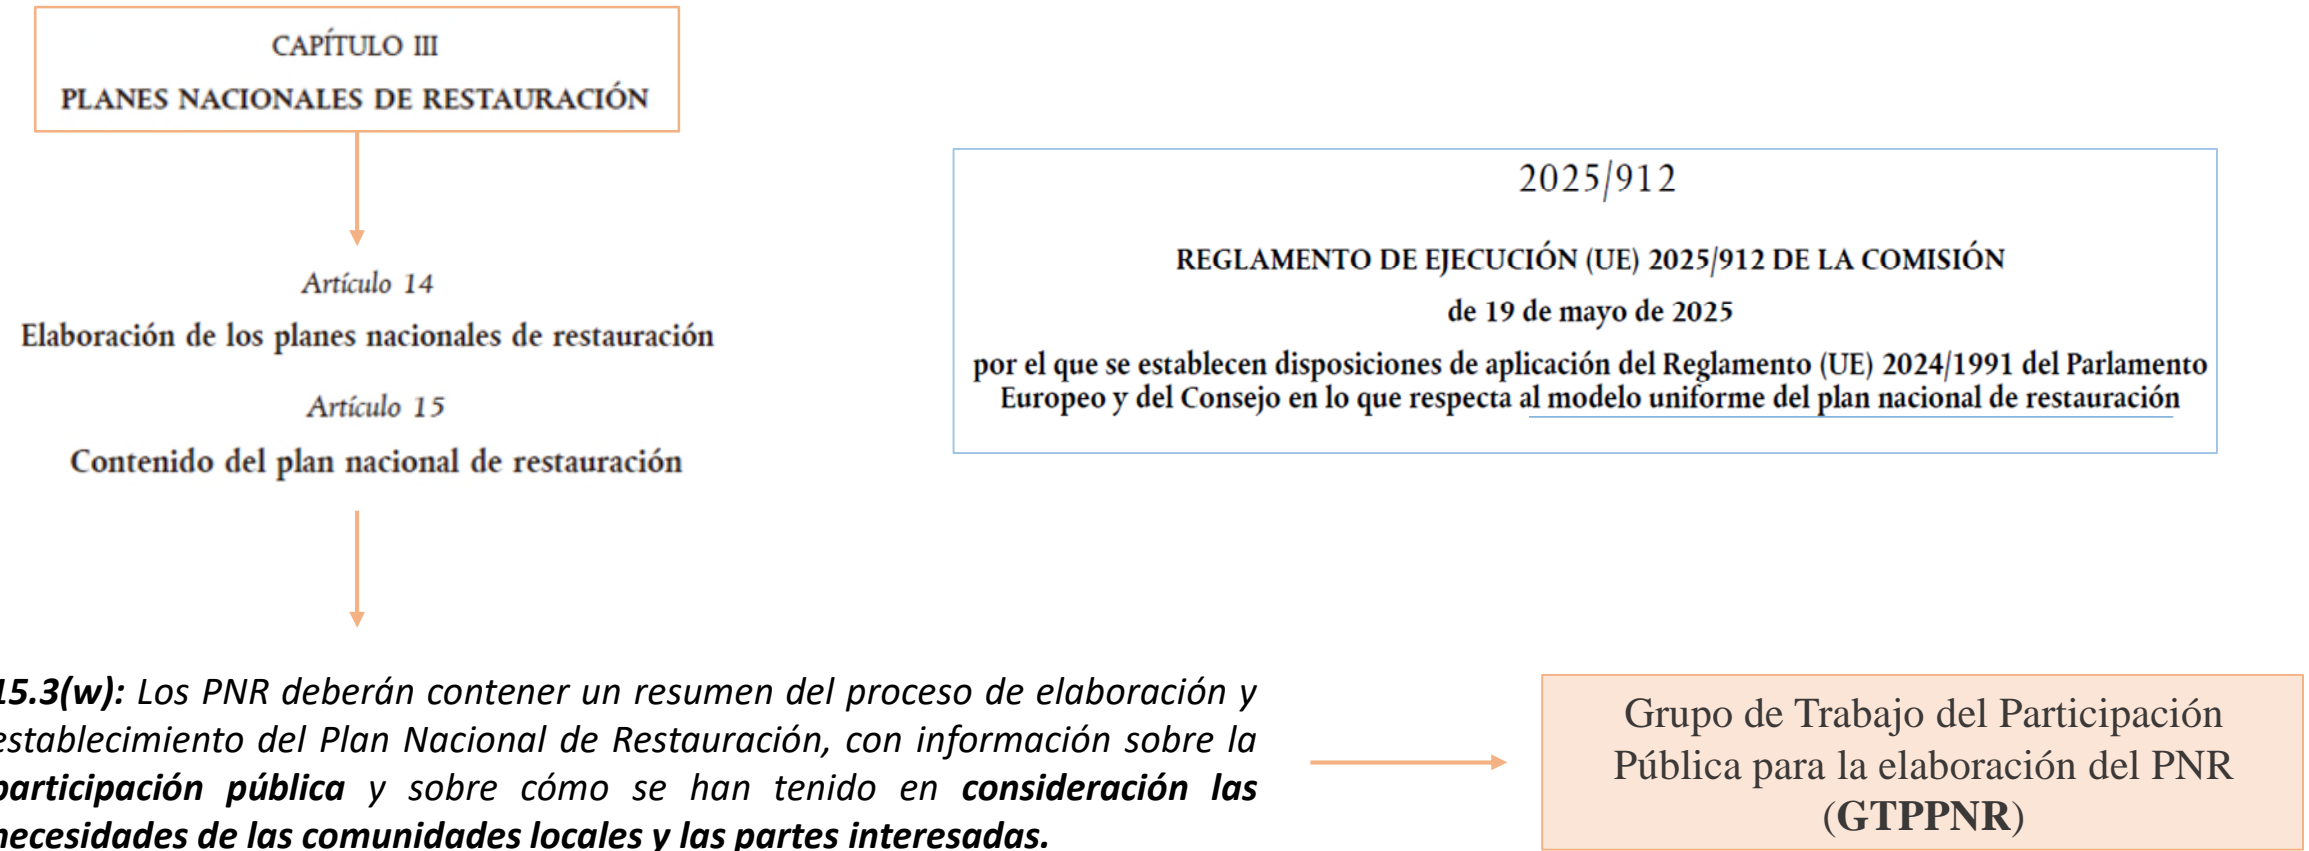 CAPÍTULO III
PLANES NACIONALES DE RESTAURACIÓN
Artículo 14
Elaboración de los planes nacionales de restauración
Artículo 15
Contenido del plan nacional de restauración
2025/912
REGLAMENTO DE EJECUCIÓN (UE) 2025/912 DE LA COMISIÓN
de 19 de mayo de 2025
por el que se establecen disposiciones de aplicación del Reglamento (UE) 2024/1991 del Parlamento
Europeo y del Consejo en lo que respecta al modelo uniforme del plan nacional de restauración
15.3(w): Los PNR deberán contener un resumen del proceso de elaboración y
establecimiento del Plan Nacional de Restauración, con información sobre la
participación pública y sobre cómo se han tenido en consideración las
necesidades de las comunidades locales y las partes interesadas.
Grupo de Trabajo del Participación
Pública para la elaboración del PNR
(GTPPNR)